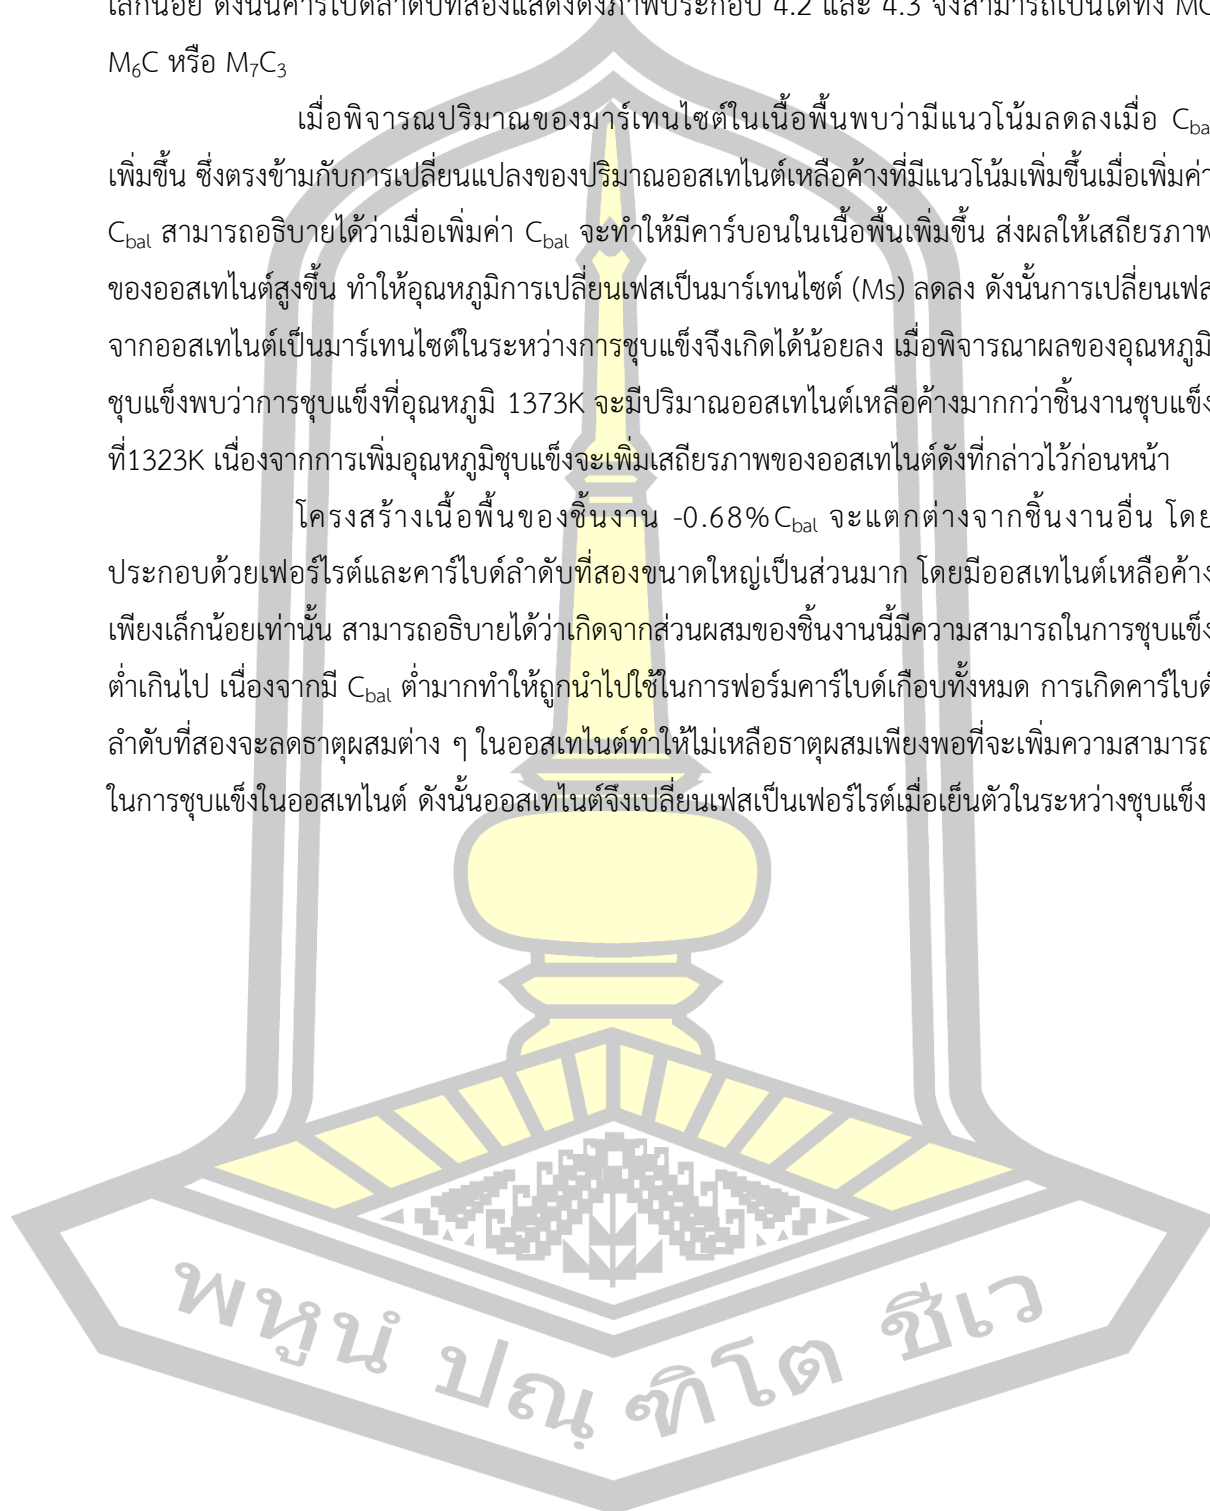 เล็กน้อย ดังนั้นคาร์ไบด์ลำดับที่สองแสดงดังภาพประกอบ 4.2 และ 4.3 จึงสามารถเป็นได้ทั้ง MC
M₆C หรือ M₇C₃
เมื่อพิจารณปริมาณของมาร์เทนไซต์ในเนื้อพื้นพบว่ามีแนวโน้มลดลงเมื่อ C
เพิ่มขึ้น ซึ่งตรงข้ามกับการเปลี่ยนแปลงของปริมาณออสเทไนต์เหลือค้างที่มีแนวโน้มเพิ่มขึ้นเมื่อเพิ่มค่า
C_bal สามารถอธิบายได้ว่าเมื่อเพิ่มค่า C_bal จะทำให้มีคาร์บอนในเนื้อพื้นเพิ่มขึ้น ส่งผลให้เสถียรภาพ
ของออสเทไนต์สูงขึ้น ทำให้อุณหภูมิการเปลี่ยนเฟสเป็นมาร์เทนไซต์ (Ms) ลดลง ดังนั้นการเปลี่ยนเฟส
จากออสเทไนต์เป็นมาร์เทนไซต์ในระหว่างการชุบแข็งจึงเกิดได้น้อยลง เมื่อพิจารณาผลของอุณหภูมิ
ชุบแข็งพบว่าการชุบแข็งที่อุณหภูมิ 1373K จะมีปริมาณออสเทไนต์เหลือค้างมากกว่าชิ้นงานชุบแข็ง
ที่1323K เนื่องจากการเพิ่มอุณหภูมิชุบแข็งจะเพิ่มเสถียรภาพของออสเทไนต์ดังที่กล่าวไว้ก่อนหน้า
โครงสร้างเนื้อพื้นของชิ้นงาน -0.68%C_bal จะแตกต่างจากชิ้นงานอื่น โดย
ประกอบด้วยเฟอร์ไรต์และคาร์ไบด์ลำดับที่สองขนาดใหญ่เป็นส่วนมาก โดยมีออสเทไนต์เหลือค้าง
เพียงเล็กน้อยเท่านั้น สามารถอธิบายได้ว่าเกิดจากส่วนผสมของชิ้นงานนี้มีความสามารถในการชุบแข็ง
ต่ำเกินไป เนื่องจากมี C_bal ต่ำมากทำให้ถูกนำไปใช้ในการฟอร์มคาร์ไบด์เกือบทั้งหมด การเกิดคาร์ไบด์
ลำดับที่สองจะลดธาตุผสมต่าง ๆ ในออสเทไนต์ทำให้ไม่เหลือธาตุผสมเพียงพอที่จะเพิ่มความสามารถ
ในการชุบแข็งในออสเทไนต์ ดังนั้นออสเทไนต์จึงเปลี่ยนเฟสเป็นเฟอร์ไรต์เมื่อเย็นตัวในระหว่างชุบแข็ง
พหูนํ ปณฺฑิโต ชีเว